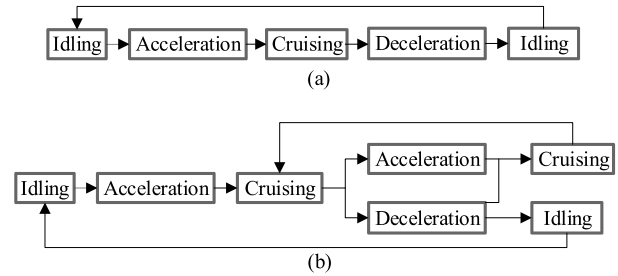 Idling Acceleration Cruising Deceleration Idling
(a)
Acceleration Cruising
Idling Acceleration Cruising
Deceleration Idling
(b)